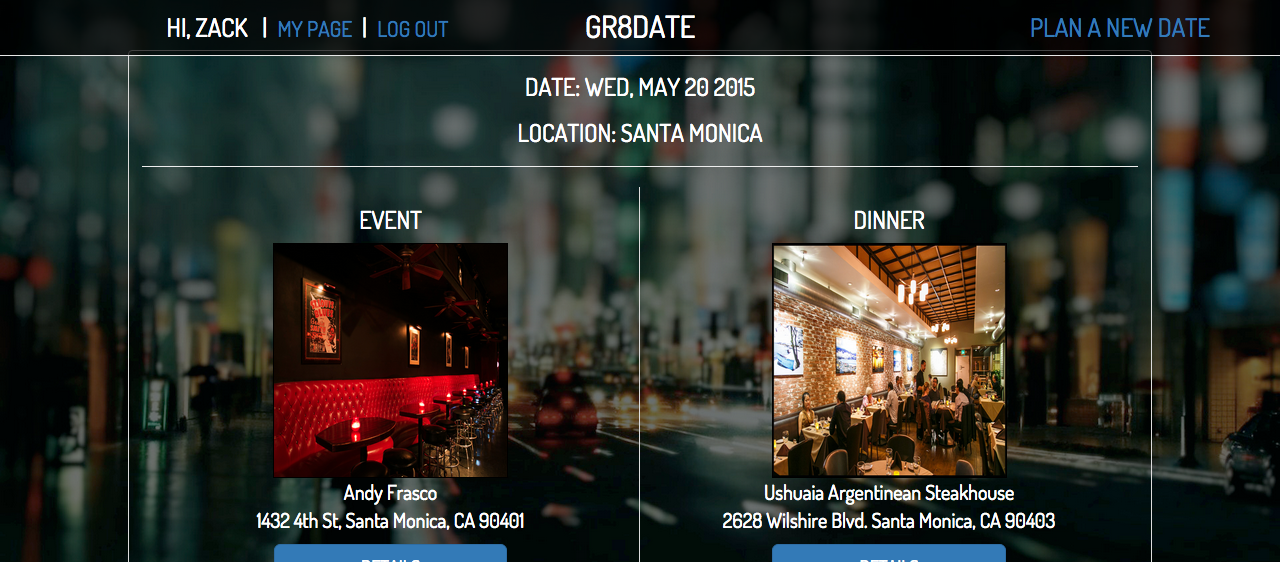 HI, ZACK | MY PAGE | LOG OUT
GR8DATE
PLAN A NEW DATE
DATE: WED, MAY 20 2015
LOCATION: SANTA MONICA
EVENT
Andy Frasco
1432 4th St, Santa Monica, CA 90401
DINNER
Ushuaia Argentinean Steakhouse
2628 Wilshire Blvd. Santa Monica, CA 90403